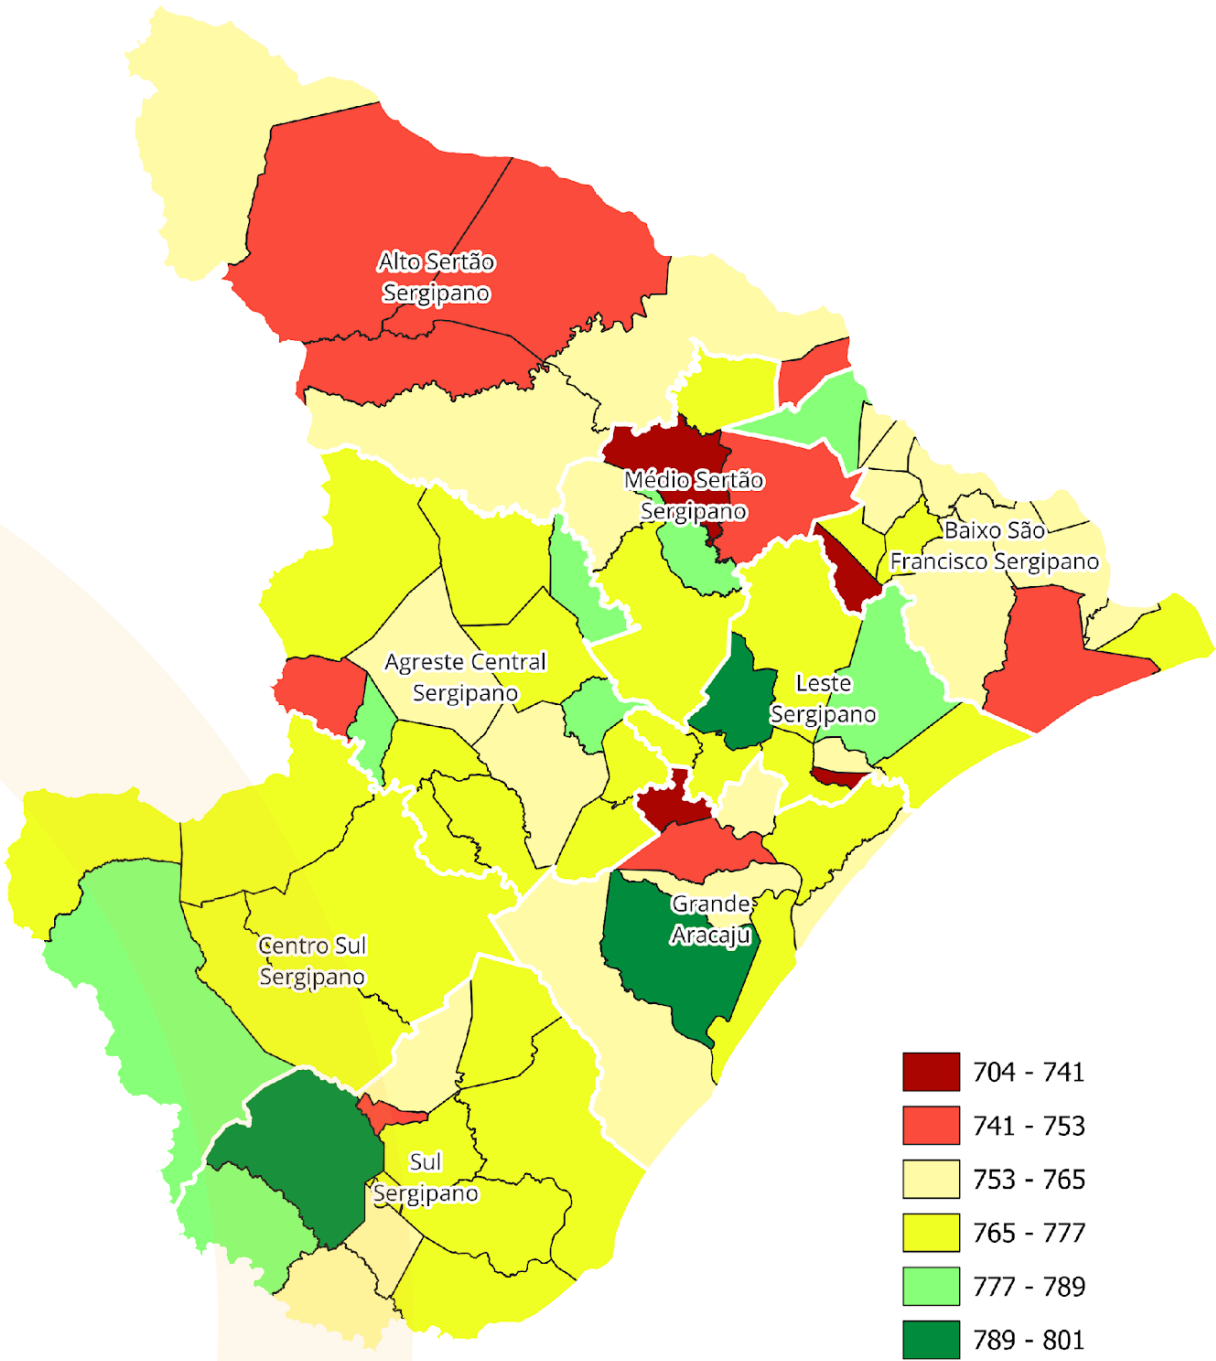 Alto Sertão
Sergipano
Médio Sertão
Sergipano
Baixo São
Francisco Sergipano
Agreste Central
Sergipano
Leste
Sergipano
Grande
Aracaju
Centro Sul
Sergipano
Sul
Sergipano
704 - 741
741 - 753
753 - 765
765 - 777
777 - 789
789 - 801